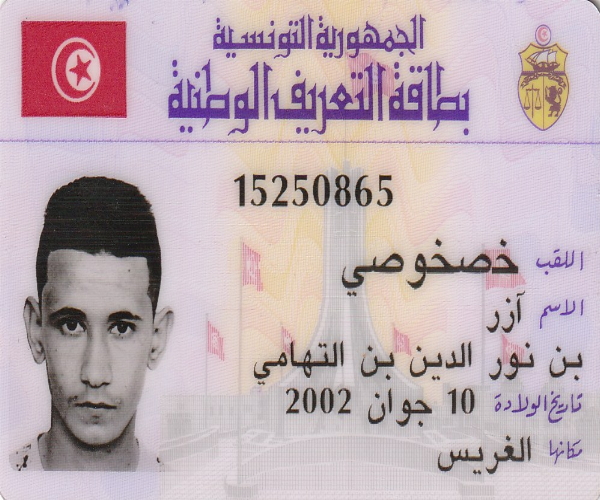 الجمهورية التونسية
بطاقة التعريف الوطنية
15250865
اللقب خصخوصي
الاسم آزر
بن نور الدين بن التهامي
تاريخ الولادة 10 جوان 2002
مكانها الغريس